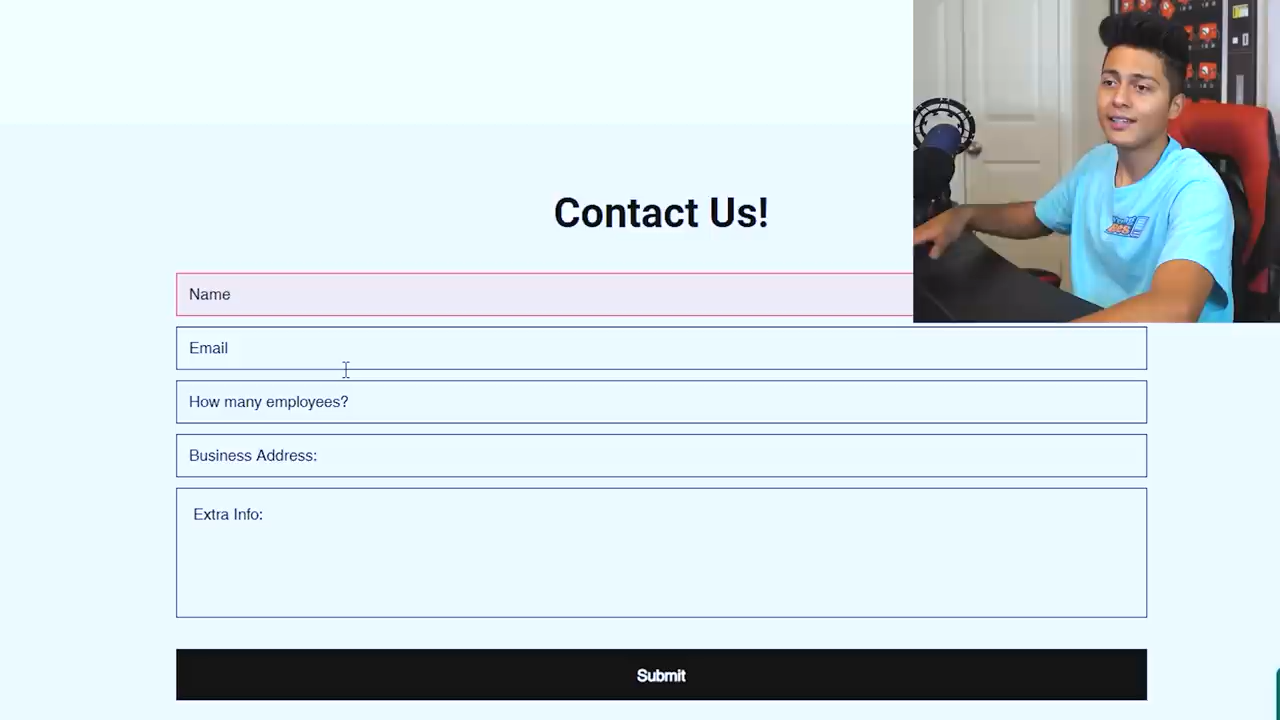 Contact Us!
Name
Email
How many employees?
Business Address:
Extra Info:
Submit